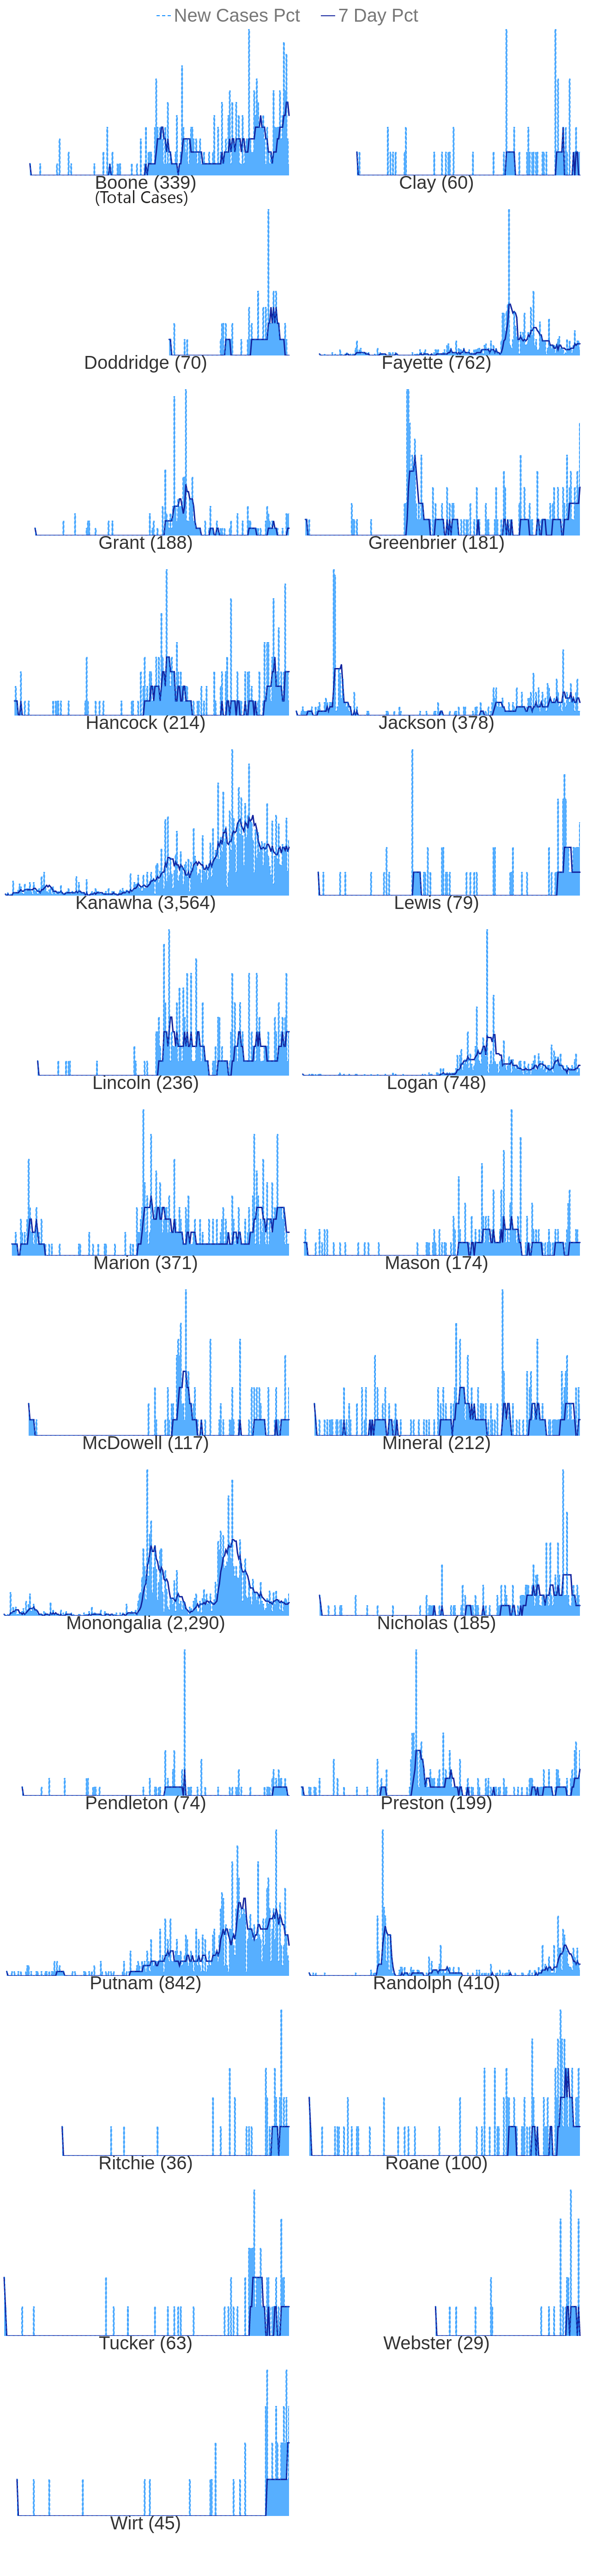 New Cases Pct 7 Day Pct
Boone (339) Clay (60)
(Total Cases)
Doddridge (70) Fayette (762)
Grant (188) Greenbrier (181)
Hancock (214) Jackson (378)
Kanawha (3,564) Lewis (79)
Lincoln (236) Logan (748)
Marion (371) Mason (174)
McDowell (117) Mineral (212)
Monongalia (2,290) Nicholas (185)
Pendleton (74) Preston (199)
Putnam (842) Randolph (410)
Ritchie (36) Roane (100)
Tucker (63) Webster (29)
Wirt (45)